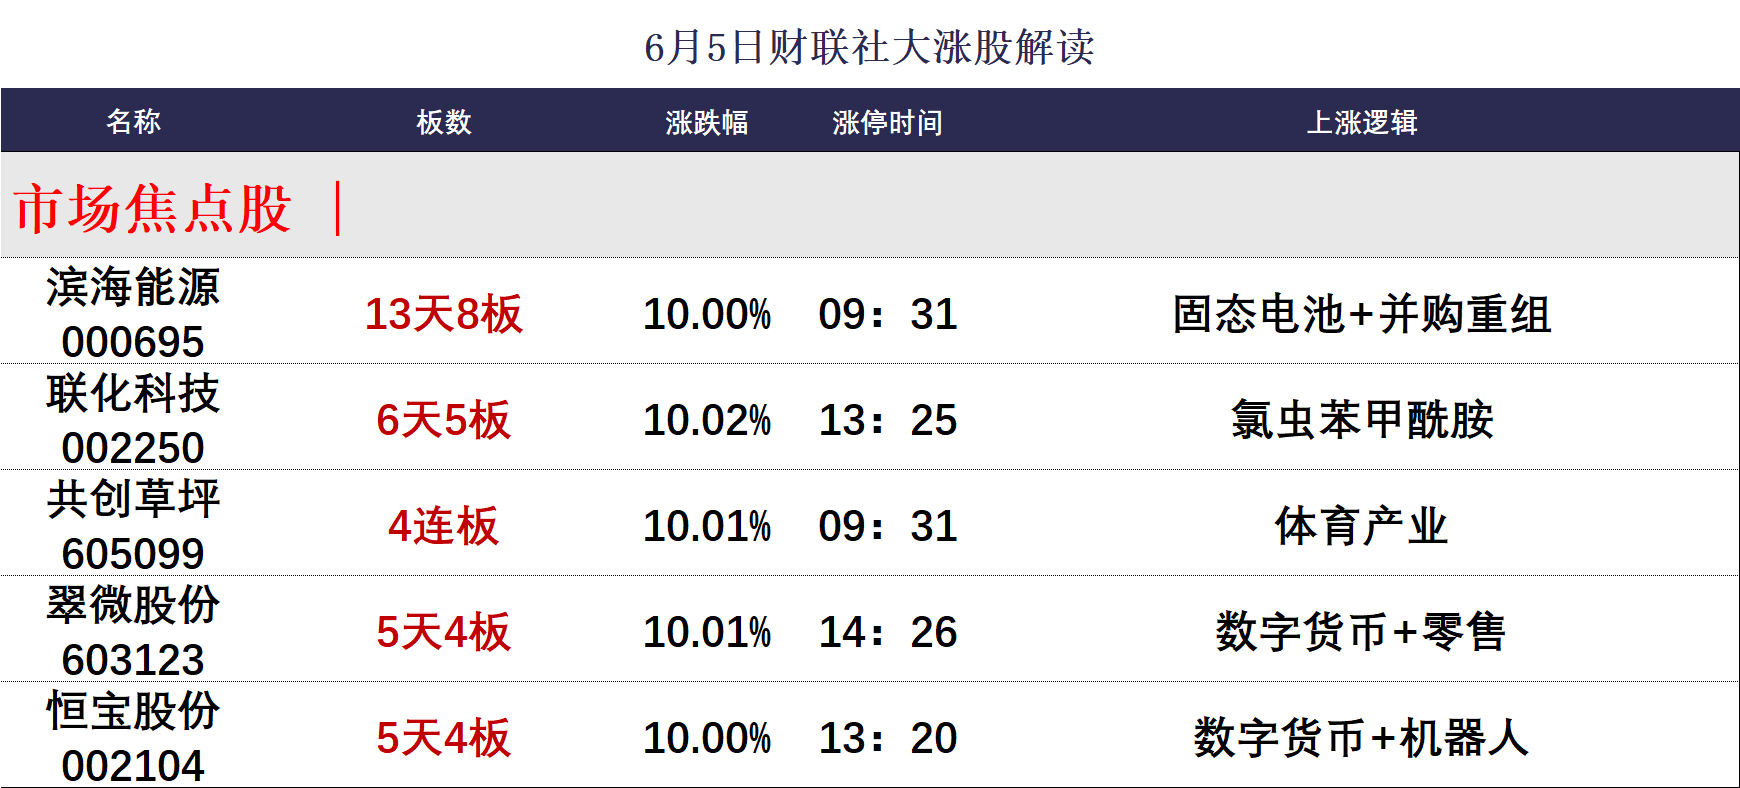 6月5日财联社大涨股解读
名称 板数 涨跌幅 涨停时间 上涨逻辑
市场焦点股 |
滨海能源
000695 13天8板 10.00% 09：31 固态电池+并购重组
联化科技
002250 6天5板 10.02% 13：25 氯虫苯甲酰胺
共创草坪
605099 4连板 10.01% 09：31 体育产业
翠微股份
603123 5天4板 10.01% 14：26 数字货币+零售
恒宝股份
002104 5天4板 10.00% 13：20 数字货币+机器人